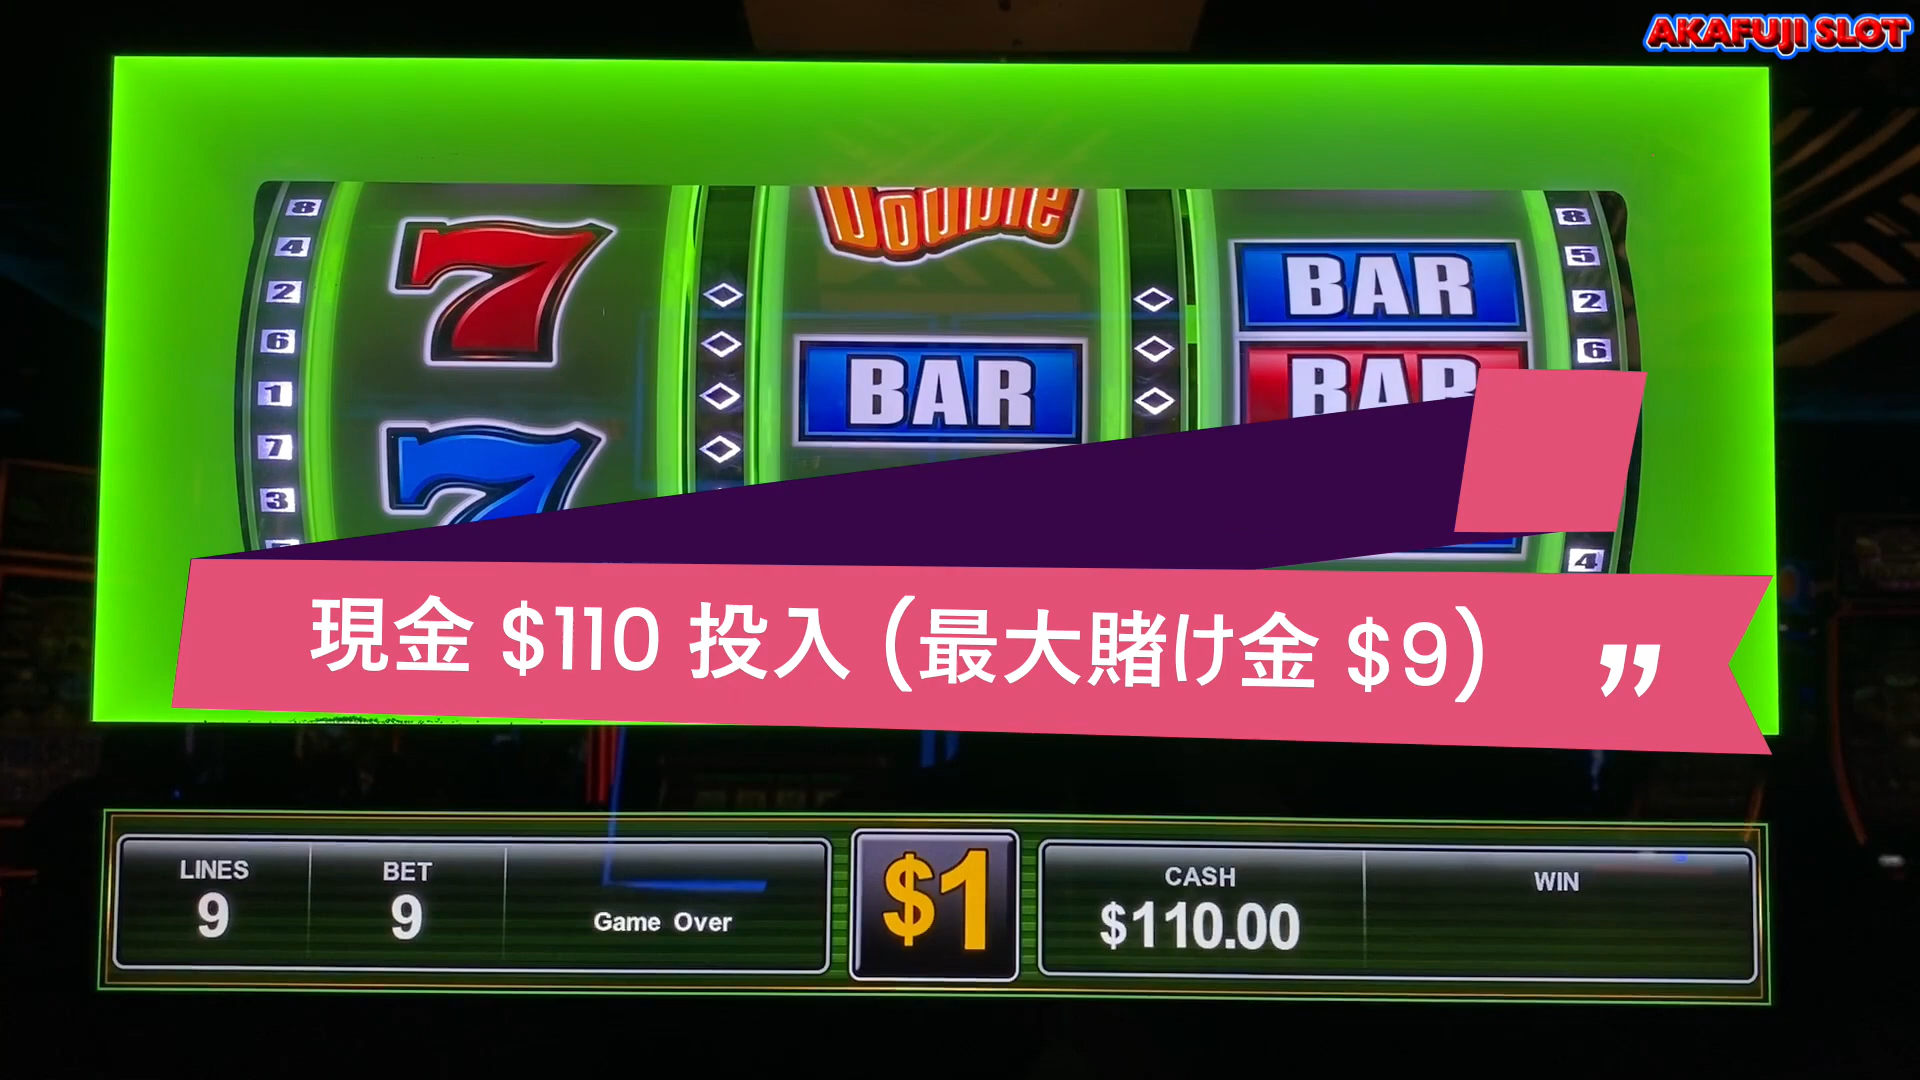 AKAFUJI SLOT
8
4
2
6
1
7
3
Double
BAR
BAR
BAR
8
5
2
6
4
現金 $110 投入 (最大賭け金 $9) ”
LINES
9
BET
9
Game Over
$1
CASH
$110.00
WIN